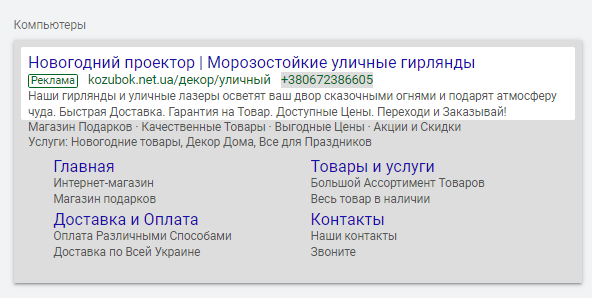 Компьютеры
Новогодний проектор | Морозостойкие уличные гирлянды
Реклама kozubok.net.ua/декор/уличный +380672386605
Наши гирлянды и уличные лазеры осветят ваш двор сказочными огнями и подарят атмосферу
чуда. Быстрая Доставка. Гарантия на Товар. Доступные Цены. Переходи и Заказывай!
Магазин Подарков · Качественные Товары · Выгодные Цены · Акции и Скидки
Услуги: Новогодние товары, Декор Дома, Все для Праздников
Главная
Интернет-магазин
Магазин подарков
Товары и услуги
Большой Ассортимент Товаров
Весь товар в наличии
Доставка и Оплата
Оплата Различными Способами
Доставка по Всей Украине
Контакты
Наши контакты
Звоните